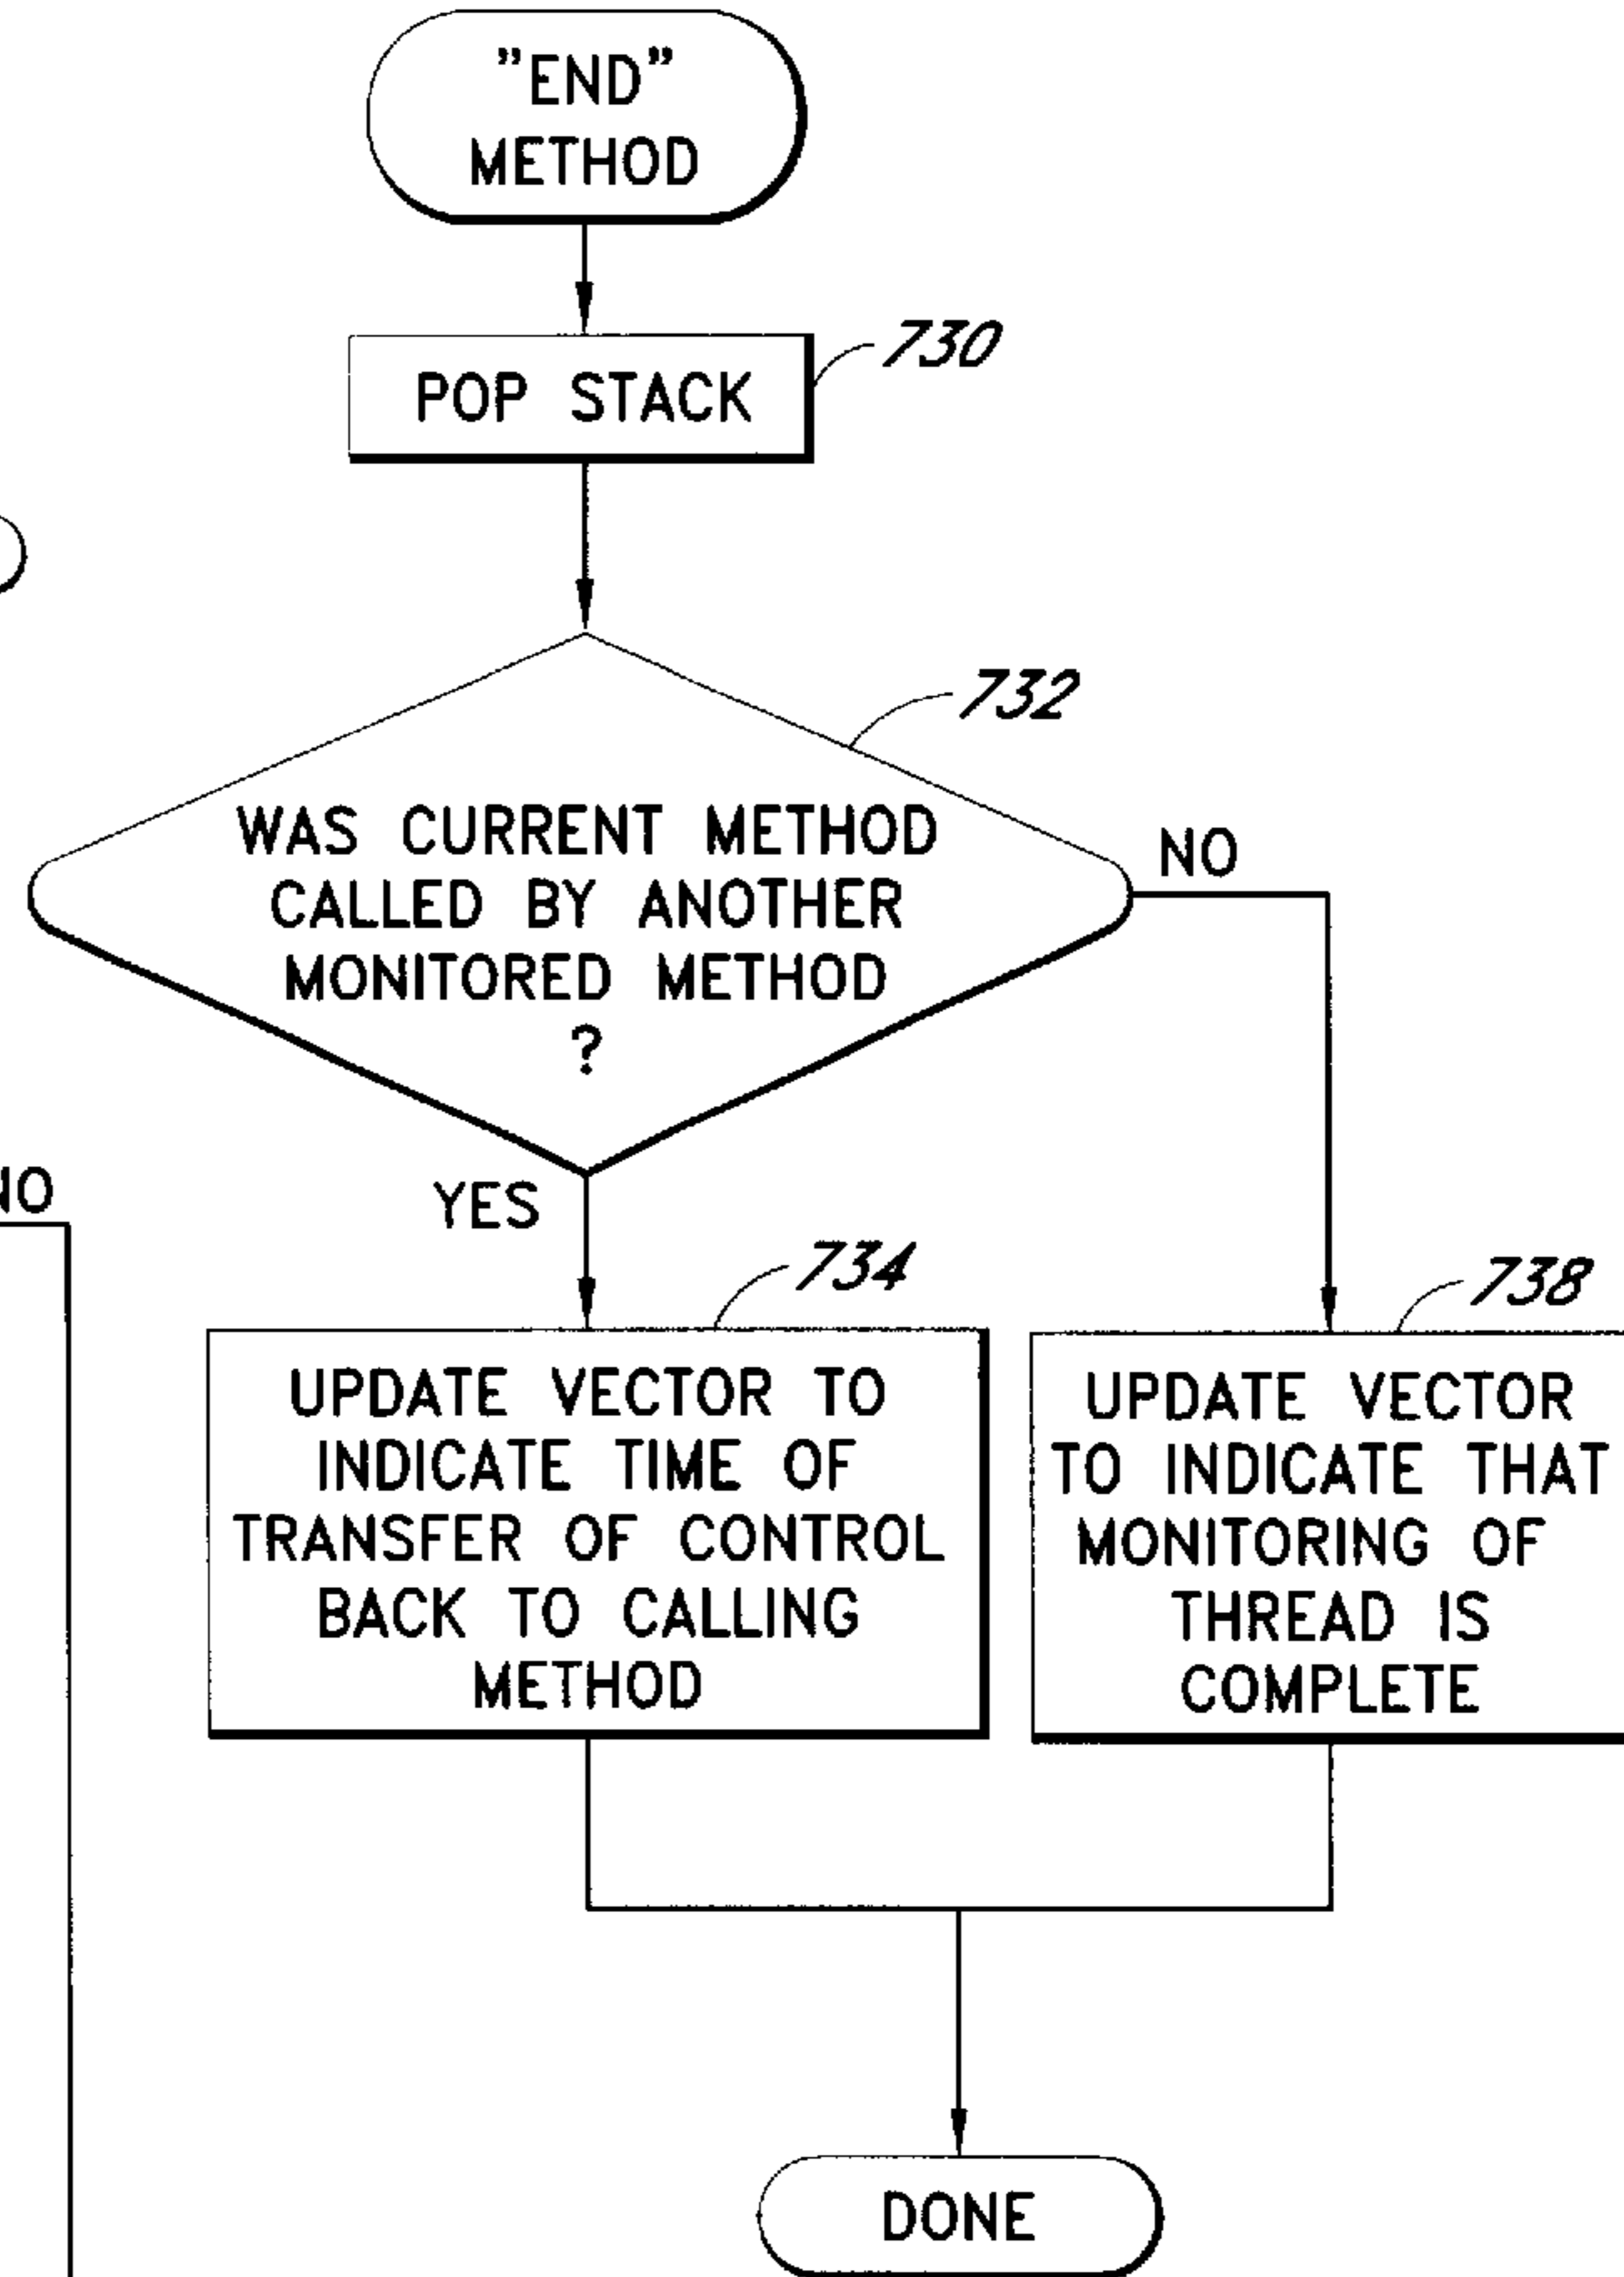 ”END”
METHOD
730
POP STACK
732
WAS CURRENT METHOD
CALLED BY ANOTHER
MONITORED METHOD
?
NO
YES
734
738
UPDATE VECTOR TO
INDICATE TIME OF
TRANSFER OF CONTROL
BACK TO CALLING
METHOD
UPDATE VECTOR
TO INDICATE THAT
MONITORING OF
THREAD IS
COMPLETE
DONE